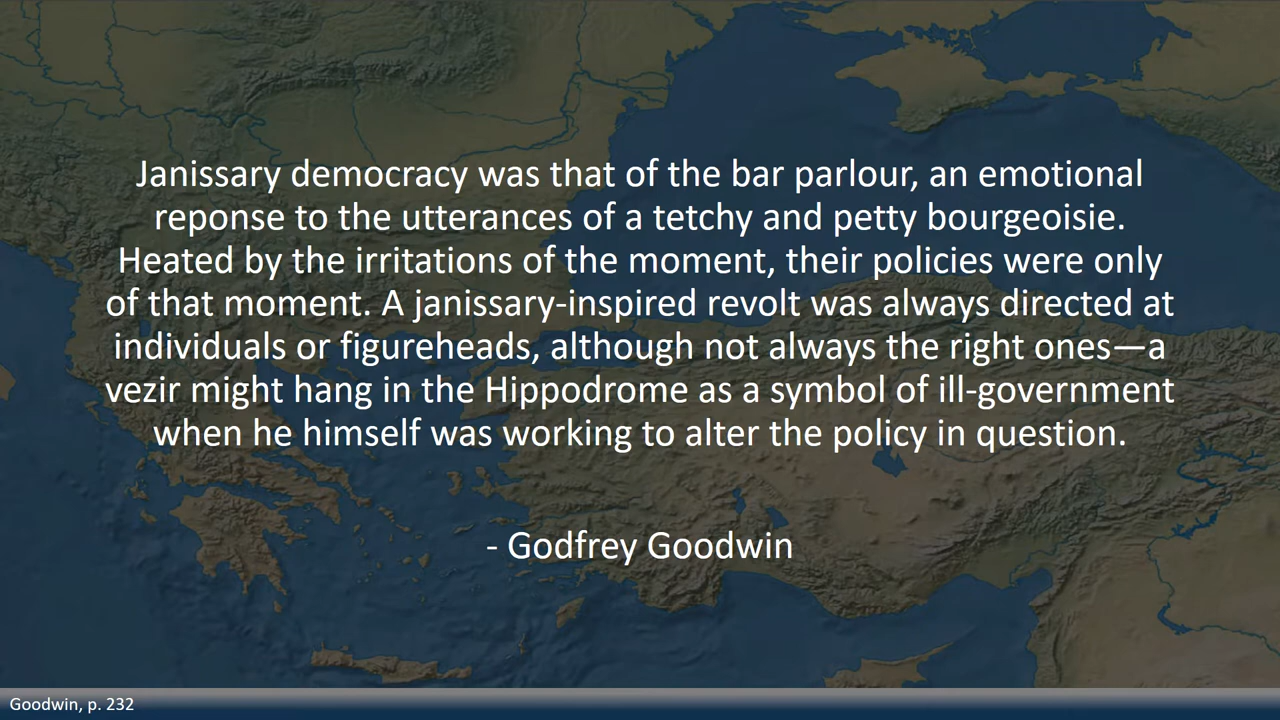 Janissary democracy was that of the bar parlour, an emotional
reponse to the utterances of a tetchy and petty bourgeoisie.
Heated by the irritations of the moment, their policies were only
of that moment. A janissary-inspired revolt was always directed at
individuals or figureheads, although not always the right ones—a
vezir might hang in the Hippodrome as a symbol of ill-government
when he himself was working to alter the policy in question.
- Godfrey Goodwin
Goodwin, p. 232